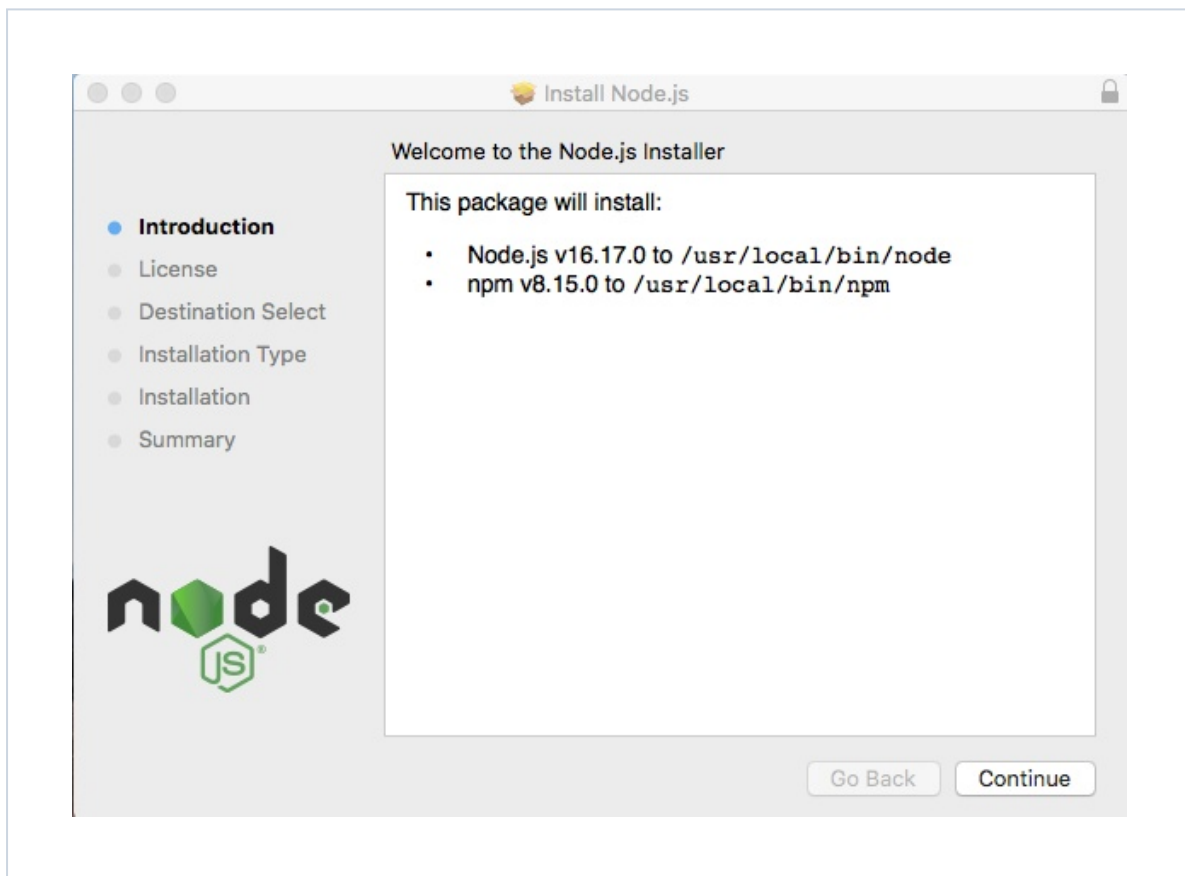 Install Node.js
Welcome to the Node.js Installer
Introduction
License
Destination Select
Installation Type
Installation
Summary
This package will install:
• Node.js v16.17.0 to /usr/local/bin/node
• npm v8.15.0 to /usr/local/bin/npm
node
JS®
Go Back
Continue